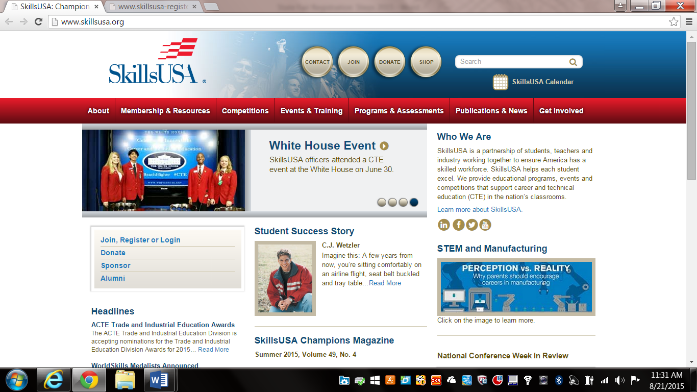 SkillsUSA: Champion
www.skillsusa-regist
www.skillsusa.org
SkillsUSA
CONTACT
JOIN
DONATE
SHOP
Search
SkillsUSA Calendar
About
Membership & Resources
Competitions
Events & Training
Programs & Assessments
Publications & News
Get Involved
White House Event
SkillsUSA officers attended a CTE
event at the White House on June 30.
Who We Are
SkillsUSA is a partnership of students, teachers and
industry working together to ensure America has a
skilled workforce. SkillsUSA helps each student
excel. We provide educational programs, events and
competitions that support career and technical
education (CTE) in the nation's classrooms.
Learn more about SkillsUSA.
Join, Register or Login
Donate
Sponsor
Alumni
Student Success Story
C.J. Wetzler
Imagine this: A few years from
now, you're sitting comfortably on
an airline flight, seat belt buckled
and tray table... Read More
STEM and Manufacturing
PERCEPTION vs. REALITY
Why parents should encourage
careers in manufacturing
Click on the image to learn more.
Headlines
ACTE Trade and Industrial Education Awards
The ACTE Trade and Industrial Education Division is
accepting nominations for the Trade and Industrial
Education Division Awards for 2015... Read More
WorldSkills Medalists Announced
SkillsUSA Champions Magazine
Summer 2015, Volume 49, No. 4
National Conference Week in Review
11:31 AM
8/21/2015